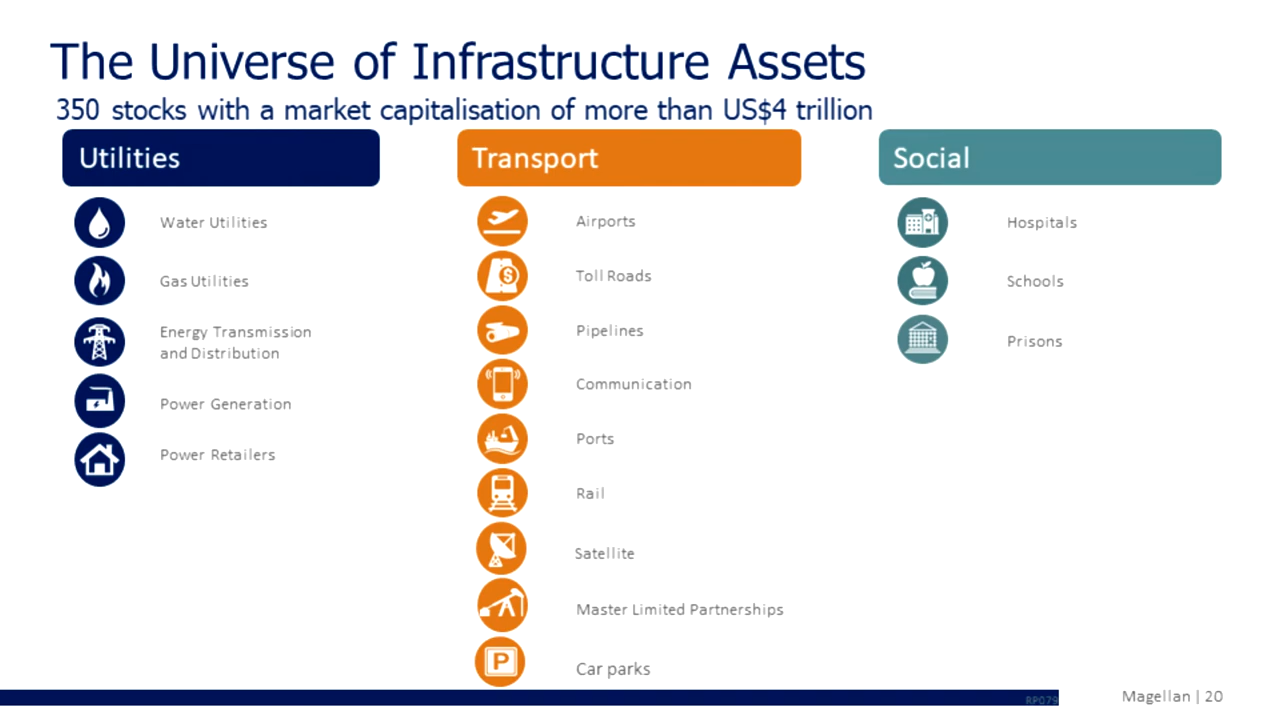 The Universe of Infrastructure Assets
350 stocks with a market capitalisation of more than US$4 trillion
Utilities
Water Utilities
Gas Utilities
Energy Transmission
and Distribution
Power Generation
Power Retailers
Transport
Airports
Toll Roads
Pipelines
Communication
Ports
Rail
Satellite
Master Limited Partnerships
P
Car parks
Social
Hospitals
Schools
Prisons
RP079
Magellan | 20